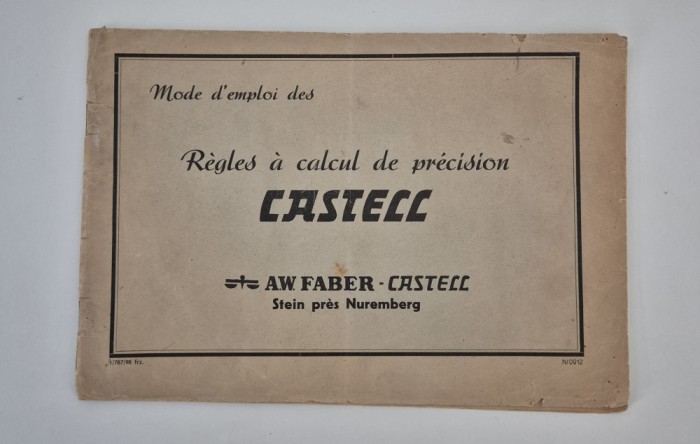 Mode d'emploi des
Règles à calcul de précision
CASTELL
A.W. FABER - CASTELL
Stein près Nuremberg